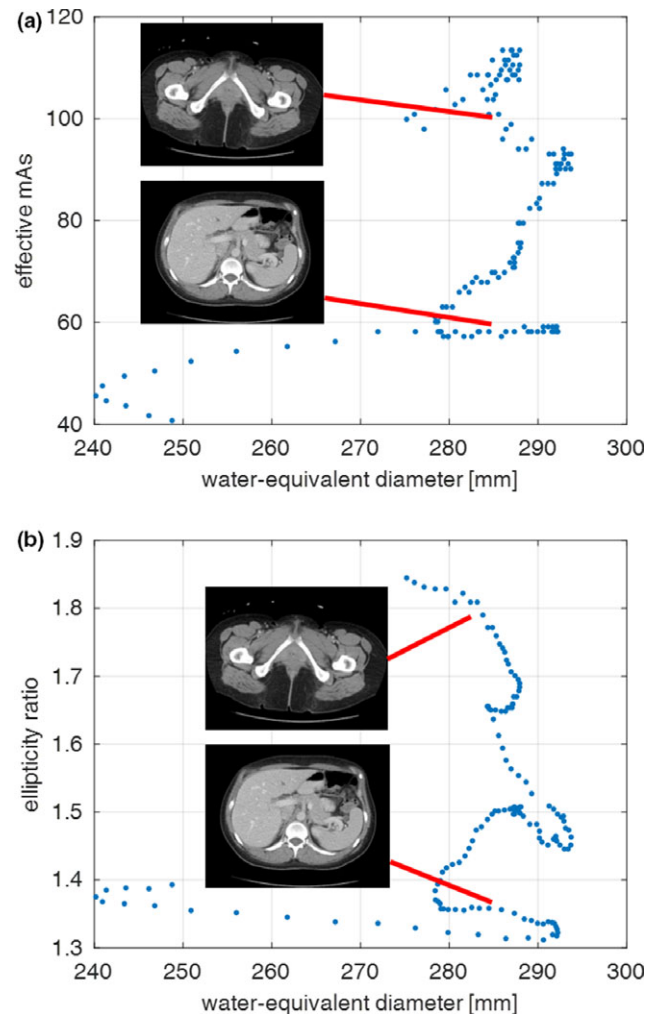 (a)
120
100
80
60
40
effective mAs
240 250 260 270 280 290 300
water-equivalent diameter [mm]
(b)
1.9
1.8
1.7
1.6
1.5
1.4
1.3
ellipticity ratio
240 250 260 270 280 290 300
water-equivalent diameter [mm]